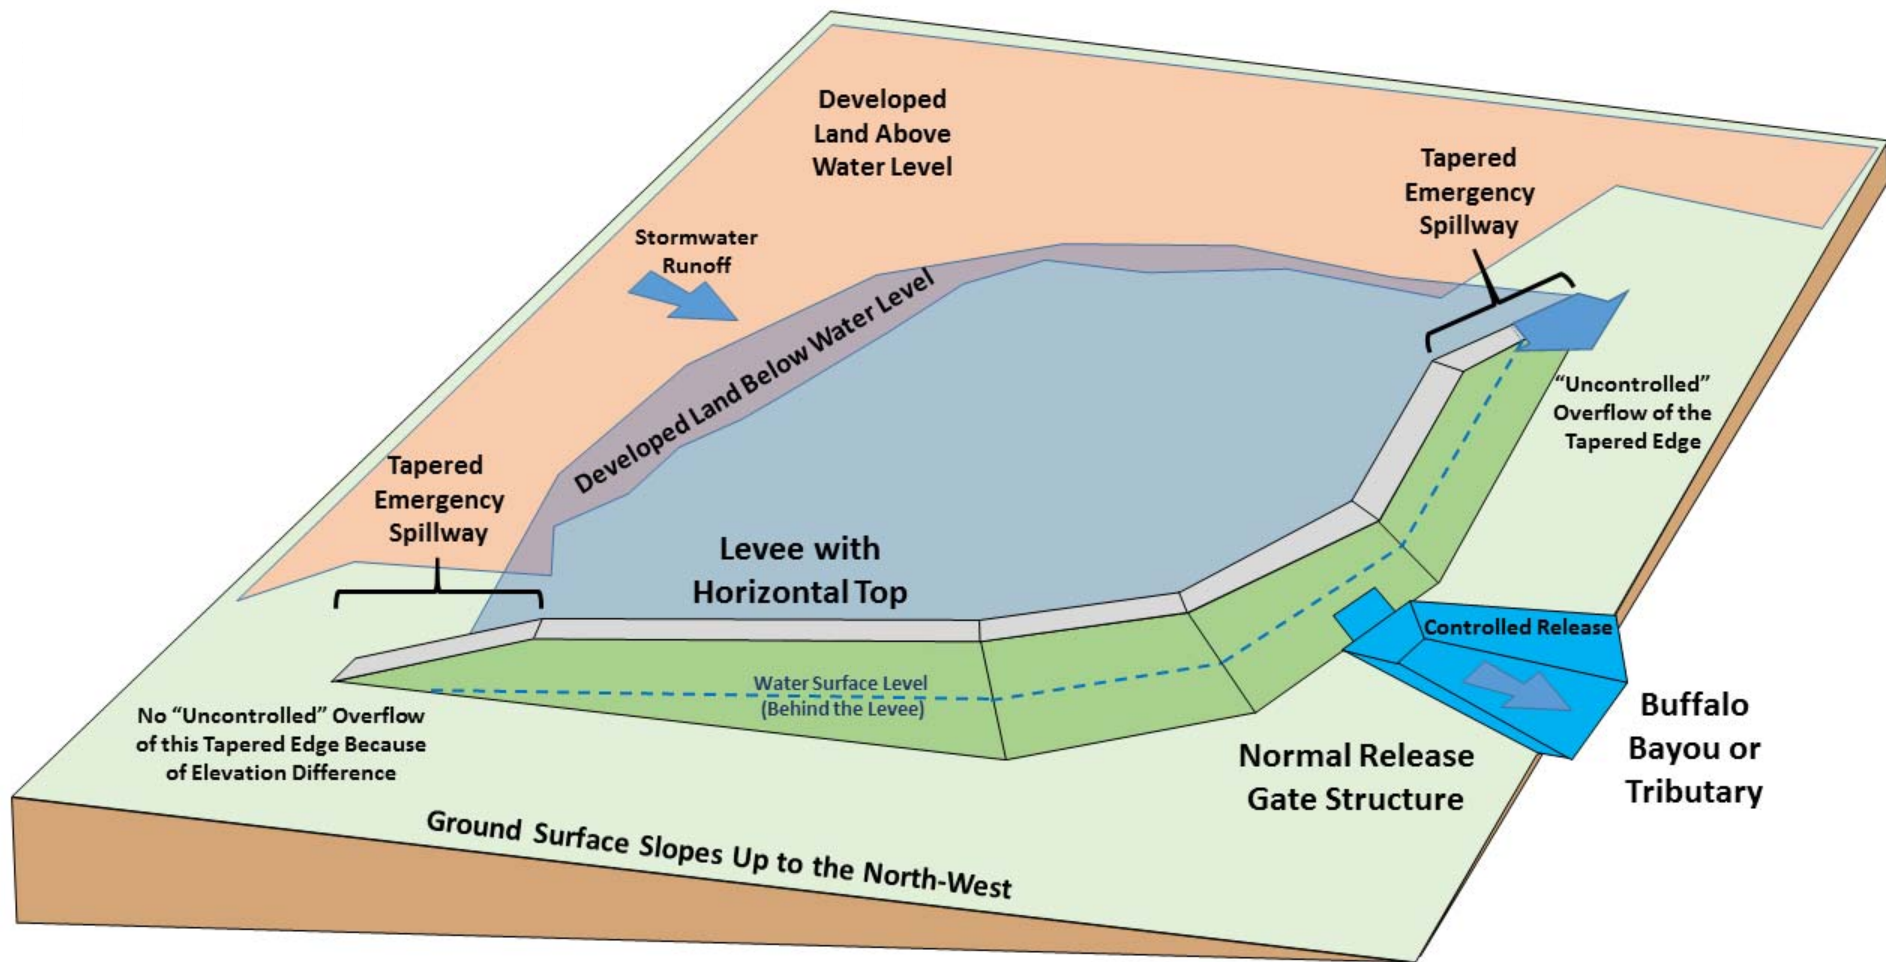 Developed
Land Above
Water Level
Tapered
Emergency
Spillway
Stormwater
Runoff
Developed Land Below Water Level
"Uncontrolled"
Overflow of the
Tapered Edge
Tapered
Emergency
Spillway
Levee with
Horizontal Top
Controlled Release
Water Surface Level
(Behind the Levee)
No "Uncontrolled" Overflow
of this Tapered Edge Because
of Elevation Difference
Normal Release
Gate Structure
Buffalo
Bayou or
Tributary
Ground Surface Slopes Up to the North-West